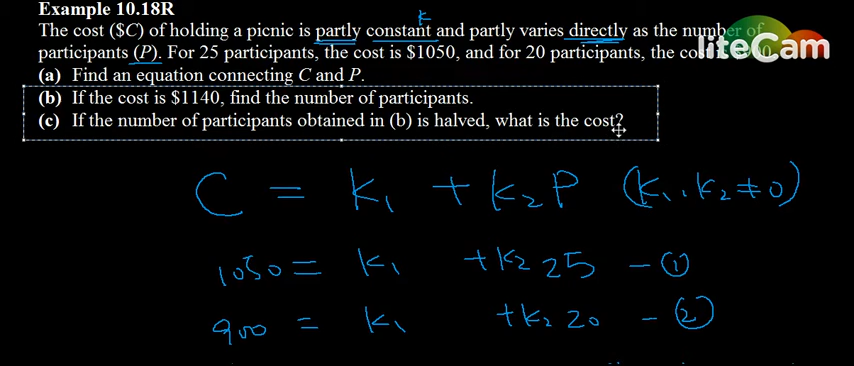 Example 10.18R
k
The cost ($C) of holding a picnic is partly constant and partly varies directly as the number of
participants (P). For 25 participants, the cost is $1050, and for 20 participants, the
liteCam
(a) Find an equation connecting C and P.
(b) If the cost is $1140, find the number of participants.
(c) If the number of participants obtained in (b) is halved, what is the cost?
C = k₁ + k₂P (k₁, k₂ ≠ 0)
1050 = k₁ + k₂ 25 — ①
900 = k₁ + k₂ 20 — ②